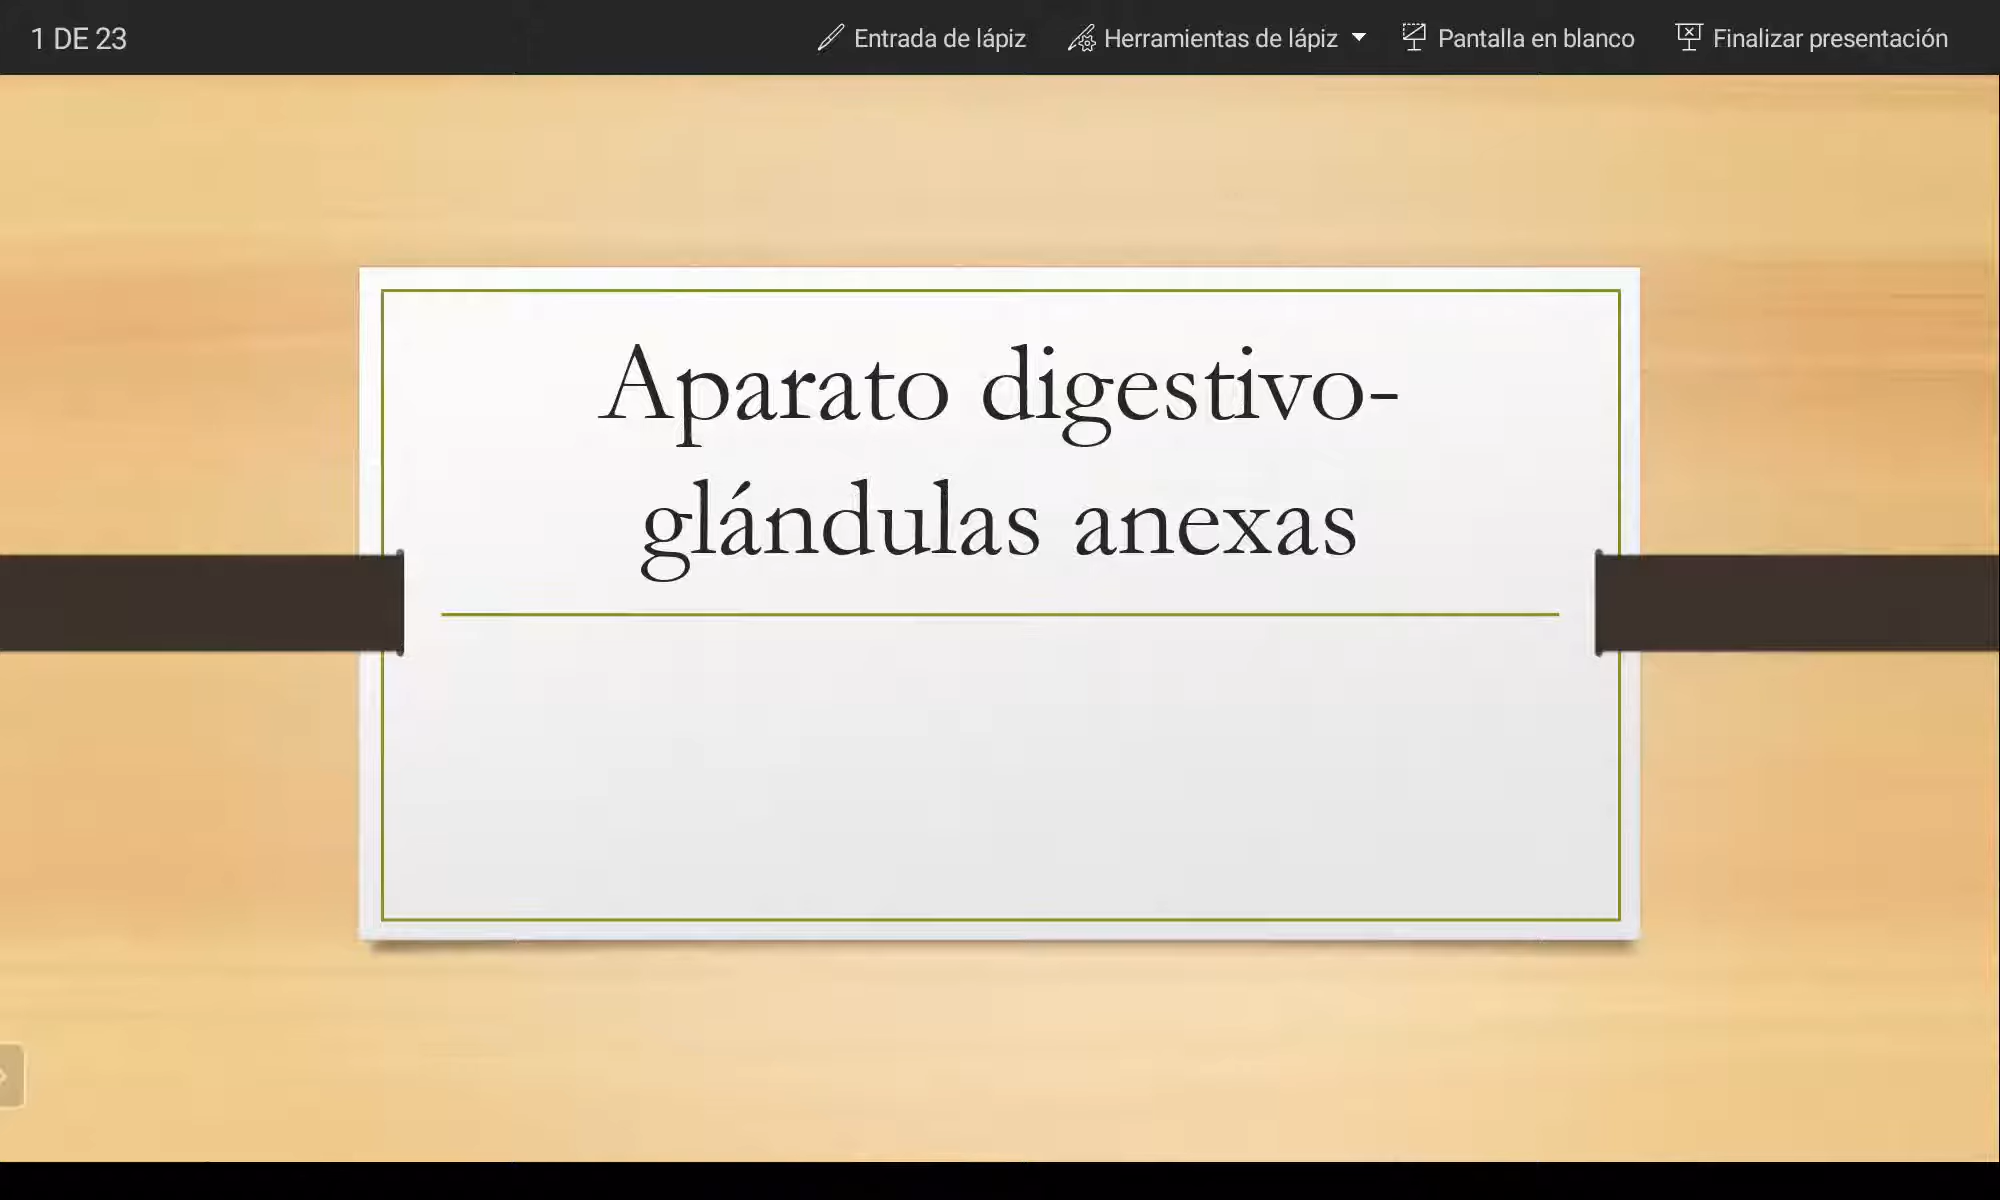 1 DE 23
Entrada de lápiz
Herramientas de lápiz
Pantalla en blanco
Finalizar presentación
Aparato digestivo-
glándulas anexas